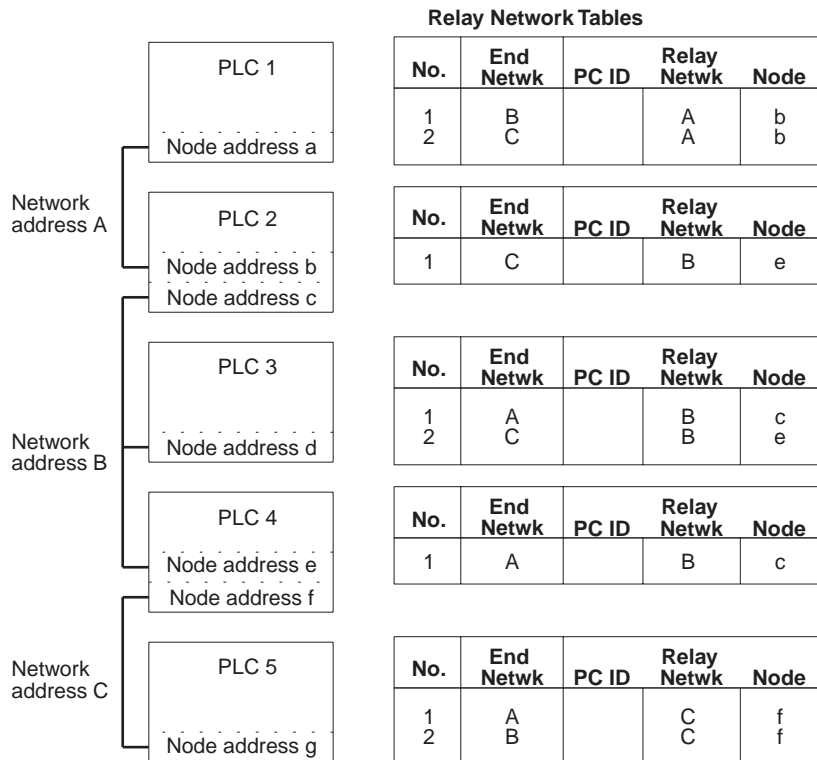 Relay Network Tables
PLC 1
Node address a
Network
address A
PLC 2
Node address b
Node address c
PLC 3
Network
address B
Node address d
PLC 4
Node address e
Node address f
Network
address C
PLC 5
Node address g
No. End Netwk PC ID Relay Netwk Node
1 B A b
2 C A b
No. End Netwk PC ID Relay Netwk Node
1 C B e
No. End Netwk PC ID Relay Netwk Node
1 A B c
2 C B e
No. End Netwk PC ID Relay Netwk Node
1 A B c
No. End Netwk PC ID Relay Netwk Node
1 A C f
2 B C f